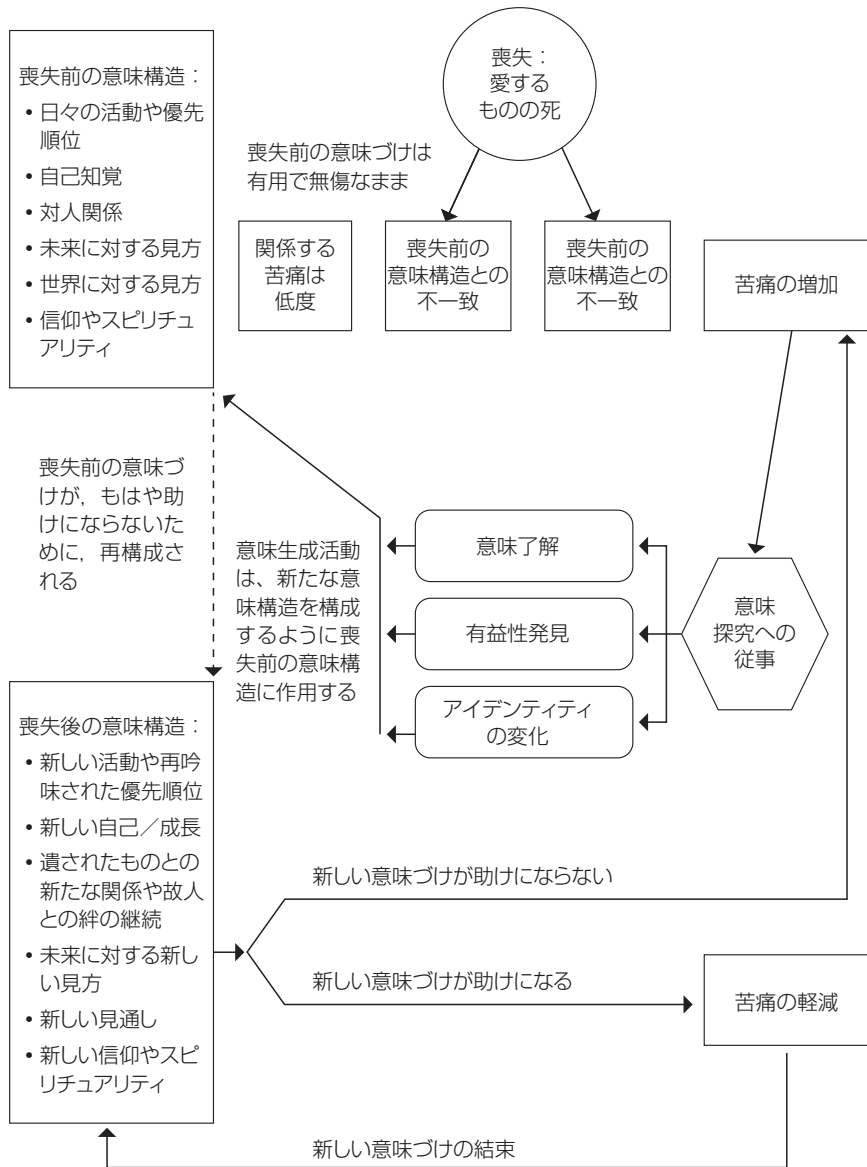 喪失前の意味構造：
• 日々の活動や優先
順位
• 自己知覚
• 対人関係
• 未来に対する見方
• 世界に対する見方
• 信仰やスピリチュ
アリティ
喪失：
愛する
ものの死
喪失前の意味づけは
有用で無傷なまま
関係する
苦痛は
低度
喪失前の
意味構造との
不一致
喪失前の
意味構造との
不一致
苦痛の増加
喪失前の意味づ
けが，もはや助
けにならないた
めに，再構成さ
れる
意味生成活動
は、新たな意
味構造を構成
するように喪
失前の意味構
造に作用する
意味了解
有益性発見
アイデンティティ
の変化
意味
探究への
従事
喪失後の意味構造：
• 新しい活動や再吟
味された優先順位
• 新しい自己／成長
• 遺されたものとの
新たな関係や故人
との絆の継続
• 未来に対する新し
い見方
• 新しい見通し
• 新しい信仰やスピ
リチュアリティ
新しい意味づけが助けにならない
新しい意味づけが助けになる
苦痛の軽減
新しい意味づけの結束